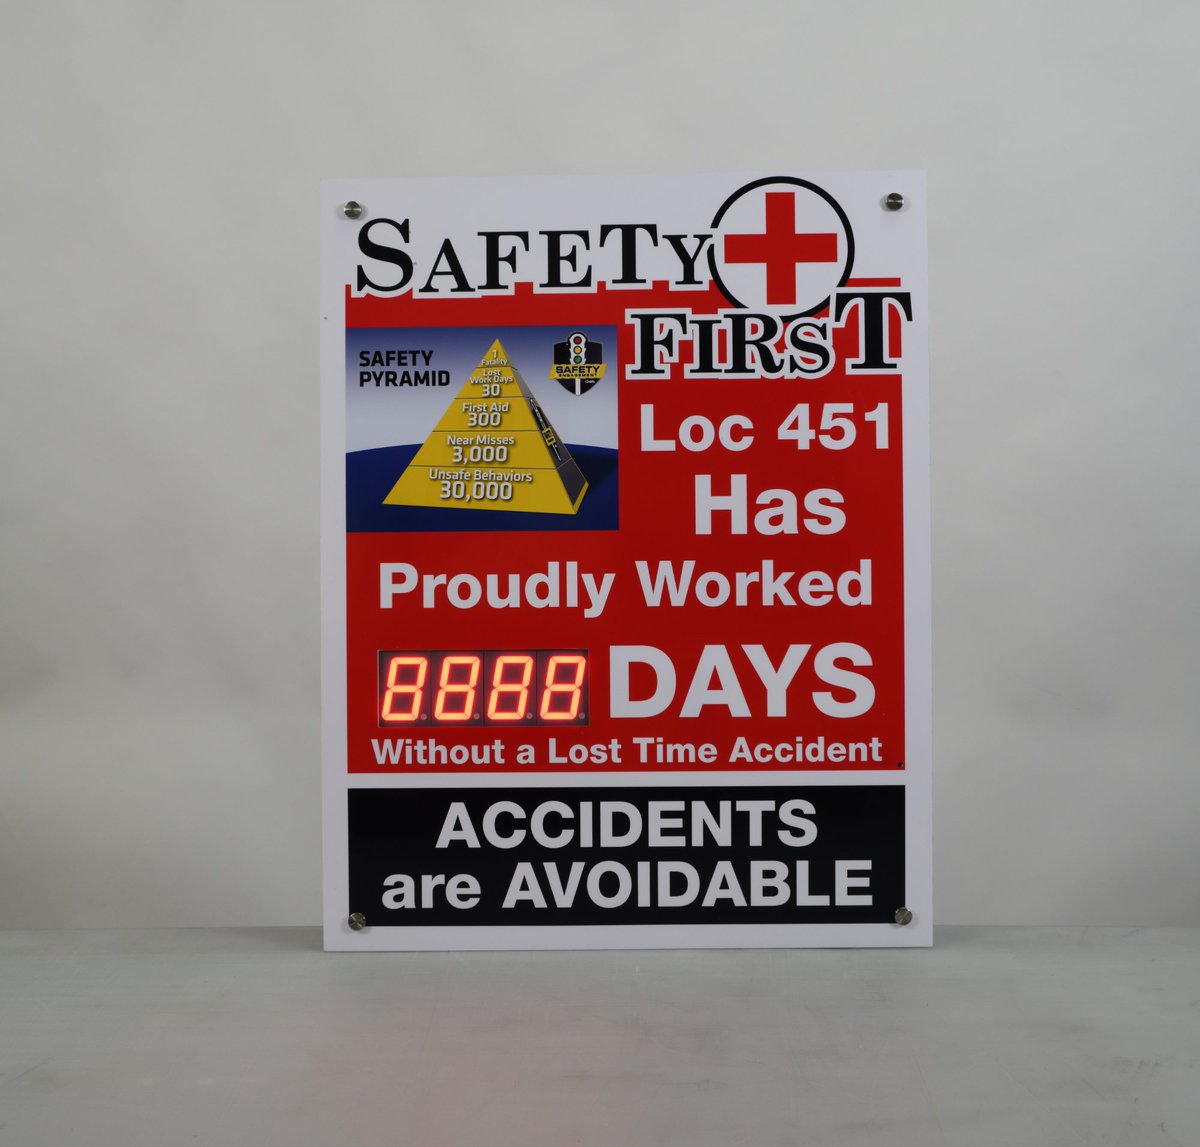 SAFETY
FIRST
SAFETY
PYRAMID
1
Fatality
Lost
Work Days
30
First Aid
300
Near Misses
3,000
Unsafe Behaviors
30,000
SAFETY
ENGAGEMENT
Loc 451
Has
Proudly Worked
8888 DAYS
Without a Lost Time Accident
ACCIDENTS
are AVOIDABLE